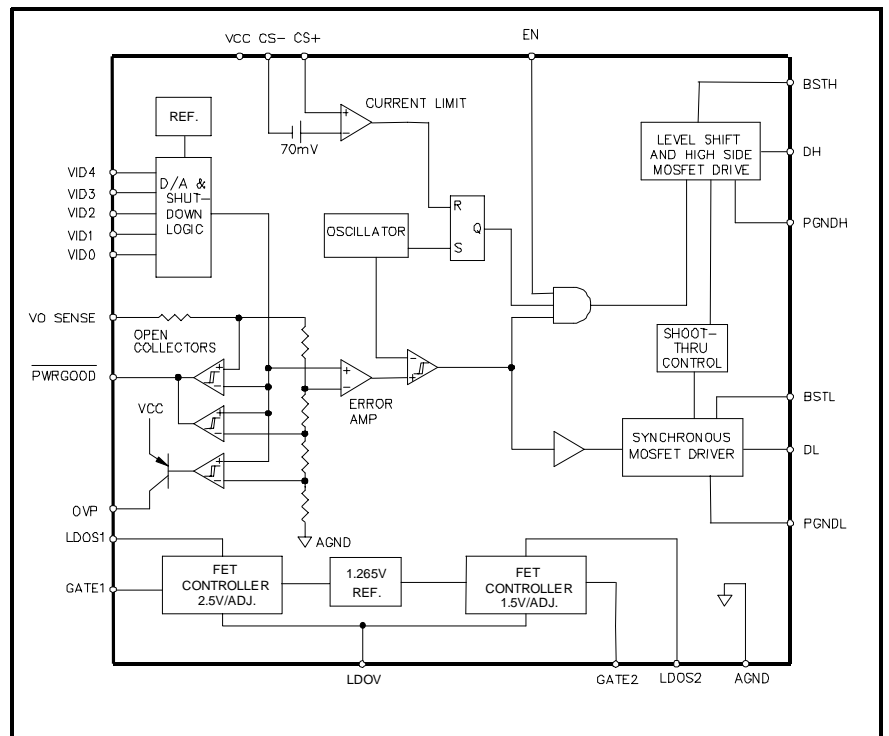 VCC CS- CS+
EN
BSTH
REF.
CURRENT LIMIT
+
-
70mV
LEVEL SHIFT
AND HIGH SIDE
MOSFET DRIVE
DH
PGNDH
VID4
VID3
VID2
VID1
VID0
D/A &
SHUT-
DOWN
LOGIC
OSCILLATOR
R
Q
S
VO SENSE
OPEN
COLLECTORS
SHOOT-
THRU
CONTROL
PWRGOOD
+
-
+
-
ERROR
AMP
-
+
BSTL
VCC
+
-
SYNCHRONOUS
MOSFET DRIVER
DL
+
-
OVP
PGNDL
LDOS1
AGND
GATE1
FET
CONTROLLER
2.5V/ADJ.
1.265V
REF.
FET
CONTROLLER
1.5V/ADJ.
LDOV
GATE2
LDOS2
AGND